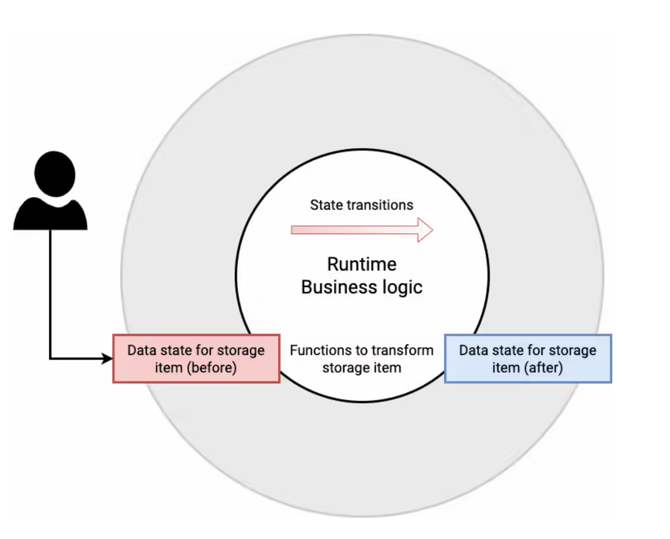 State transitions
Runtime
Business logic
Data state for storage
item (before)
Functions to transform
storage item
Data state for storage
item (after)